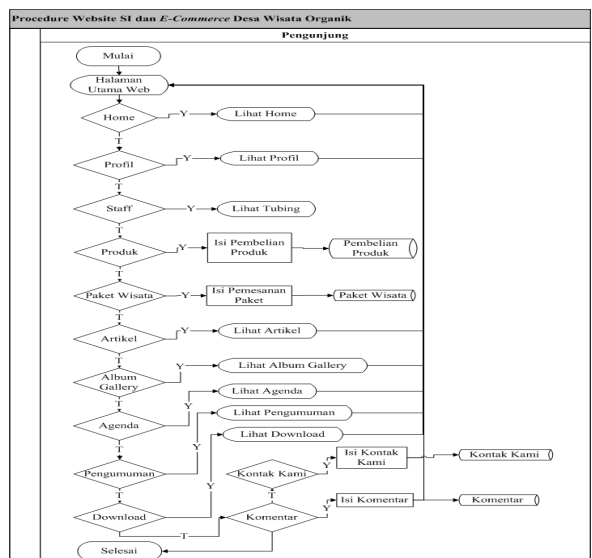 Procedure Website SI dan E-Commerce Desa Wisata Organik
Pengunjung
Mulai
Halaman
Utama Web
Home
Y
Lihat Home
T
Profil
Y
Lihat Profil
T
Staff
Y
Lihat Tubing
T
Produk
Y
Isi Pembelian
Produk
Pembelian
Produk
T
Paket Wisata
Y
Isi Pemesanan
Paket
Paket Wisata
T
Artikel
Y
Lihat Artikel
T
Album
Gallery
Y
Lihat Album Gallery
T
Agenda
Y
Lihat Agenda
T
Pengumuman
Y
Lihat Pengumuman
T
Download
Y
Lihat Download
T
Komentar
Y
Isi Komentar
Komentar
T
Kontak Kami
Y
Isi Kontak
Kami
Kontak Kami
Selesai